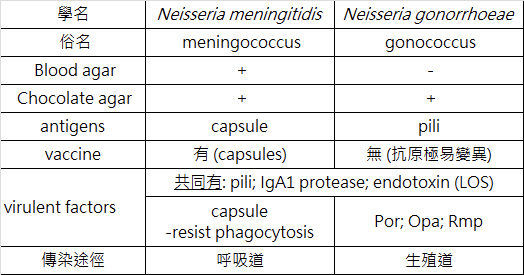 學名 Neisseria meningitidis Neisseria gonorrhoeae
俗名 meningococcus gonococcus
Blood agar + -
Chocolate agar + +
antigens capsule pili
vaccine 有 (capsules) 無 (抗原極易變異)
virulent factors 共同有: pili; IgA1 protease; endotoxin (LOS)
capsule
-resist phagocytosis
Por; Opa; Rmp
傳染途徑 呼吸道 生殖道